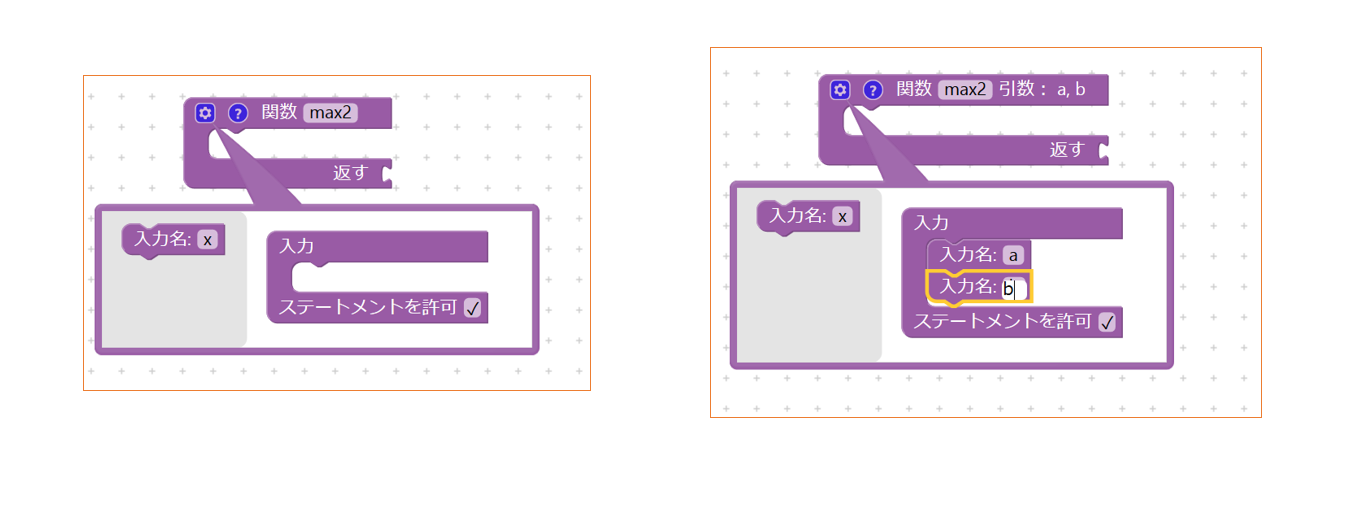 ? 関数 max2
返す
入力名: x
入力
ステートメントを許可 ✓
? 関数 max2 引数： a, b
返す
入力名: x
入力
入力名: a
入力名: b
ステートメントを許可 ✓